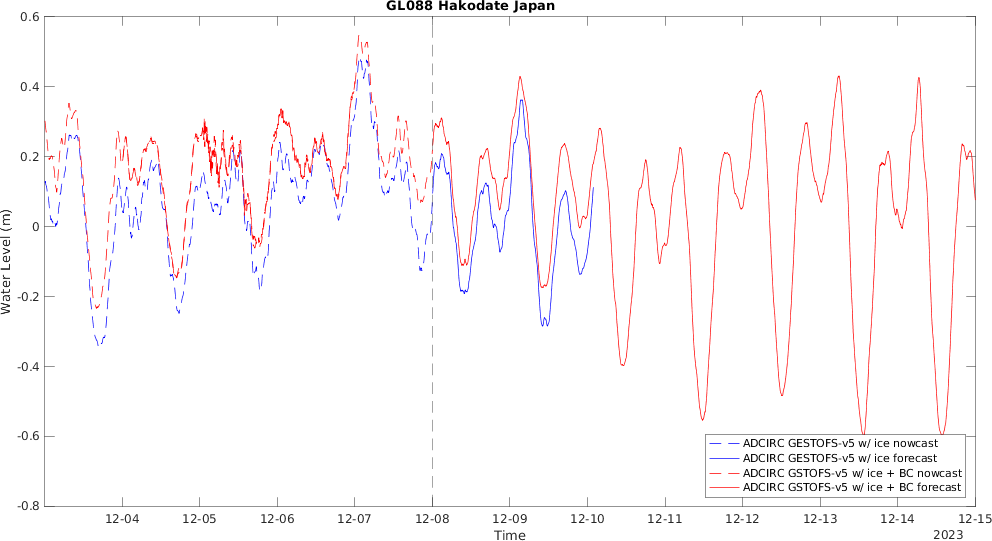 GL088 Hakodate Japan
0.6
0.4
0.2
0
-0.2
-0.4
-0.6
-0.8
Water Level (m)
ADCIRC GESTOFS-v5 w/ ice nowcast
ADCIRC GESTOFS-v5 w/ ice forecast
ADCIRC GSTOFS-v5 w/ ice + BC nowcast
ADCIRC GSTOFS-v5 w/ ice + BC forecast
12-04 12-05 12-06 12-07 12-08 12-09 12-10 12-11 12-12 12-13 12-14 12-15
Time
2023